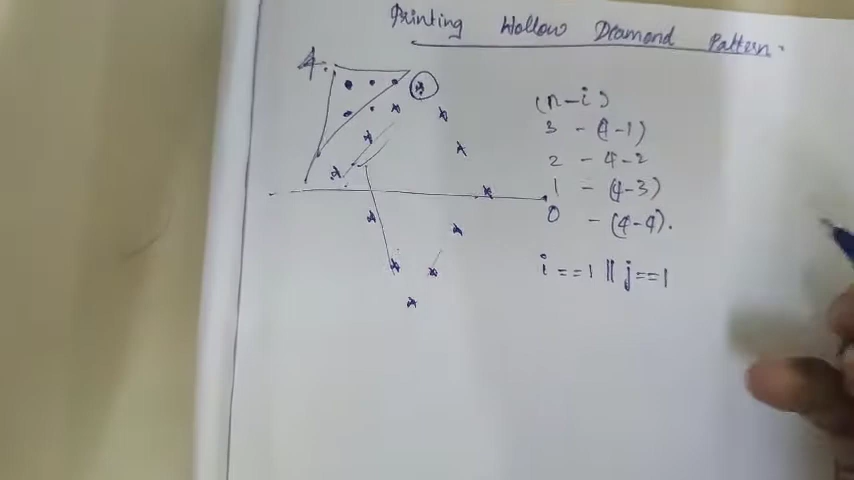 Printing Hollow Diamond Pattern.
4.
(n-i)
3 - (4-1)
2 - 4-2
1 - (4-3)
0 - (4-4).
i==1 || j==1